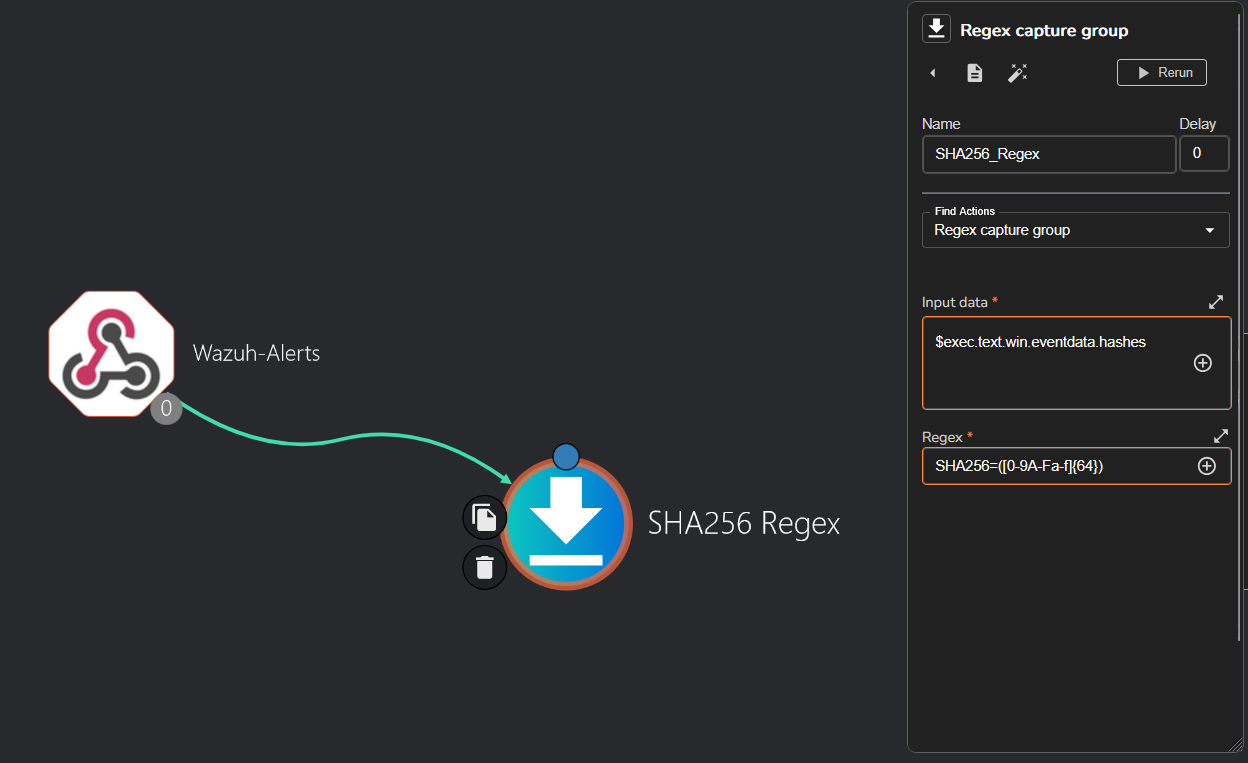 Regex capture group
Rerun
Name
Delay
SHA256_Regex
0
Find Actions
Regex capture group
Input data *
$exec.text.win.eventdata.hashes
Regex *
SHA256=([0-9A-Fa-f]{64})
Wazuh-Alerts
0
SHA256 Regex